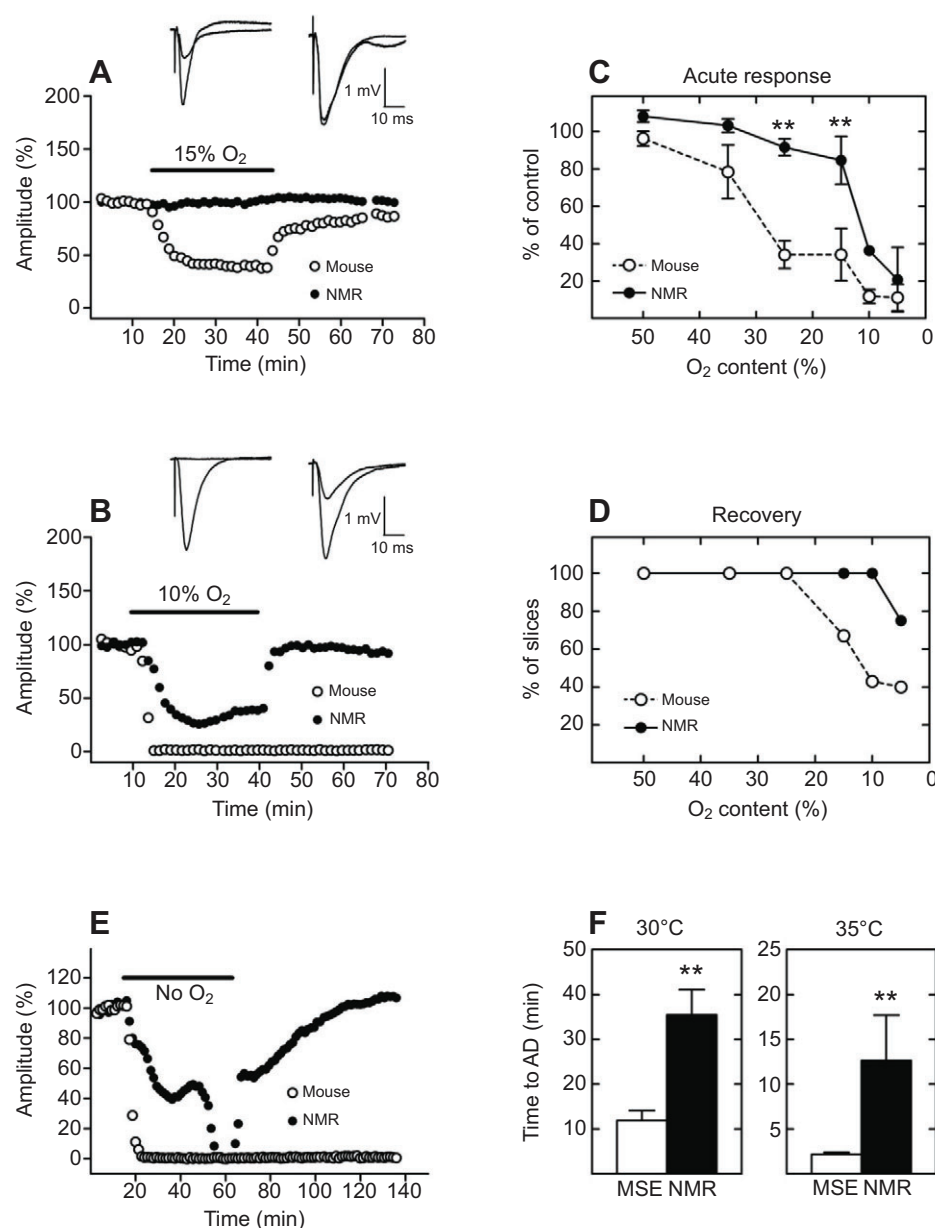 A
1 mV
10 ms
200
150
100
50
0
Amplitude (%)
15% O2
Mouse
NMR
10 20 30 40 50 60 70 80
Time (min)
C
Acute response
100
80
60
40
20
% of control
** **
Mouse
NMR
50 40 30 20 10 0
O2 content (%)
B
1 mV
10 ms
200
150
100
50
0
Amplitude (%)
10% O2
Mouse
NMR
10 20 30 40 50 60 70 80
Time (min)
D
Recovery
100
80
60
40
20
% of slices
Mouse
NMR
50 40 30 20 10 0
O2 content (%)
E
120
100
80
60
40
20
0
Amplitude (%)
No O2
Mouse
NMR
20 40 60 80 100 120 140
Time (min)
F
30°C
50
40
30
20
10
Time to AD (min)
**
MSE NMR
35°C
25
20
15
10
5
**
MSE NMR